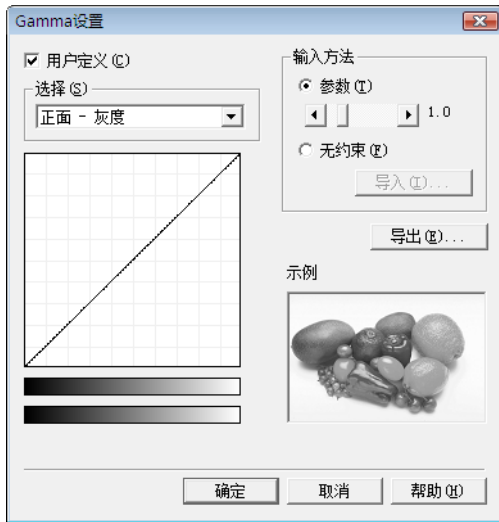 Gamma设置
用户定义(C)
选择(S)
正面 - 灰度
输入方法
参数(T)
1.0
无约束(F)
导入(I)...
导出(E)...
示例
确定
取消
帮助(H)